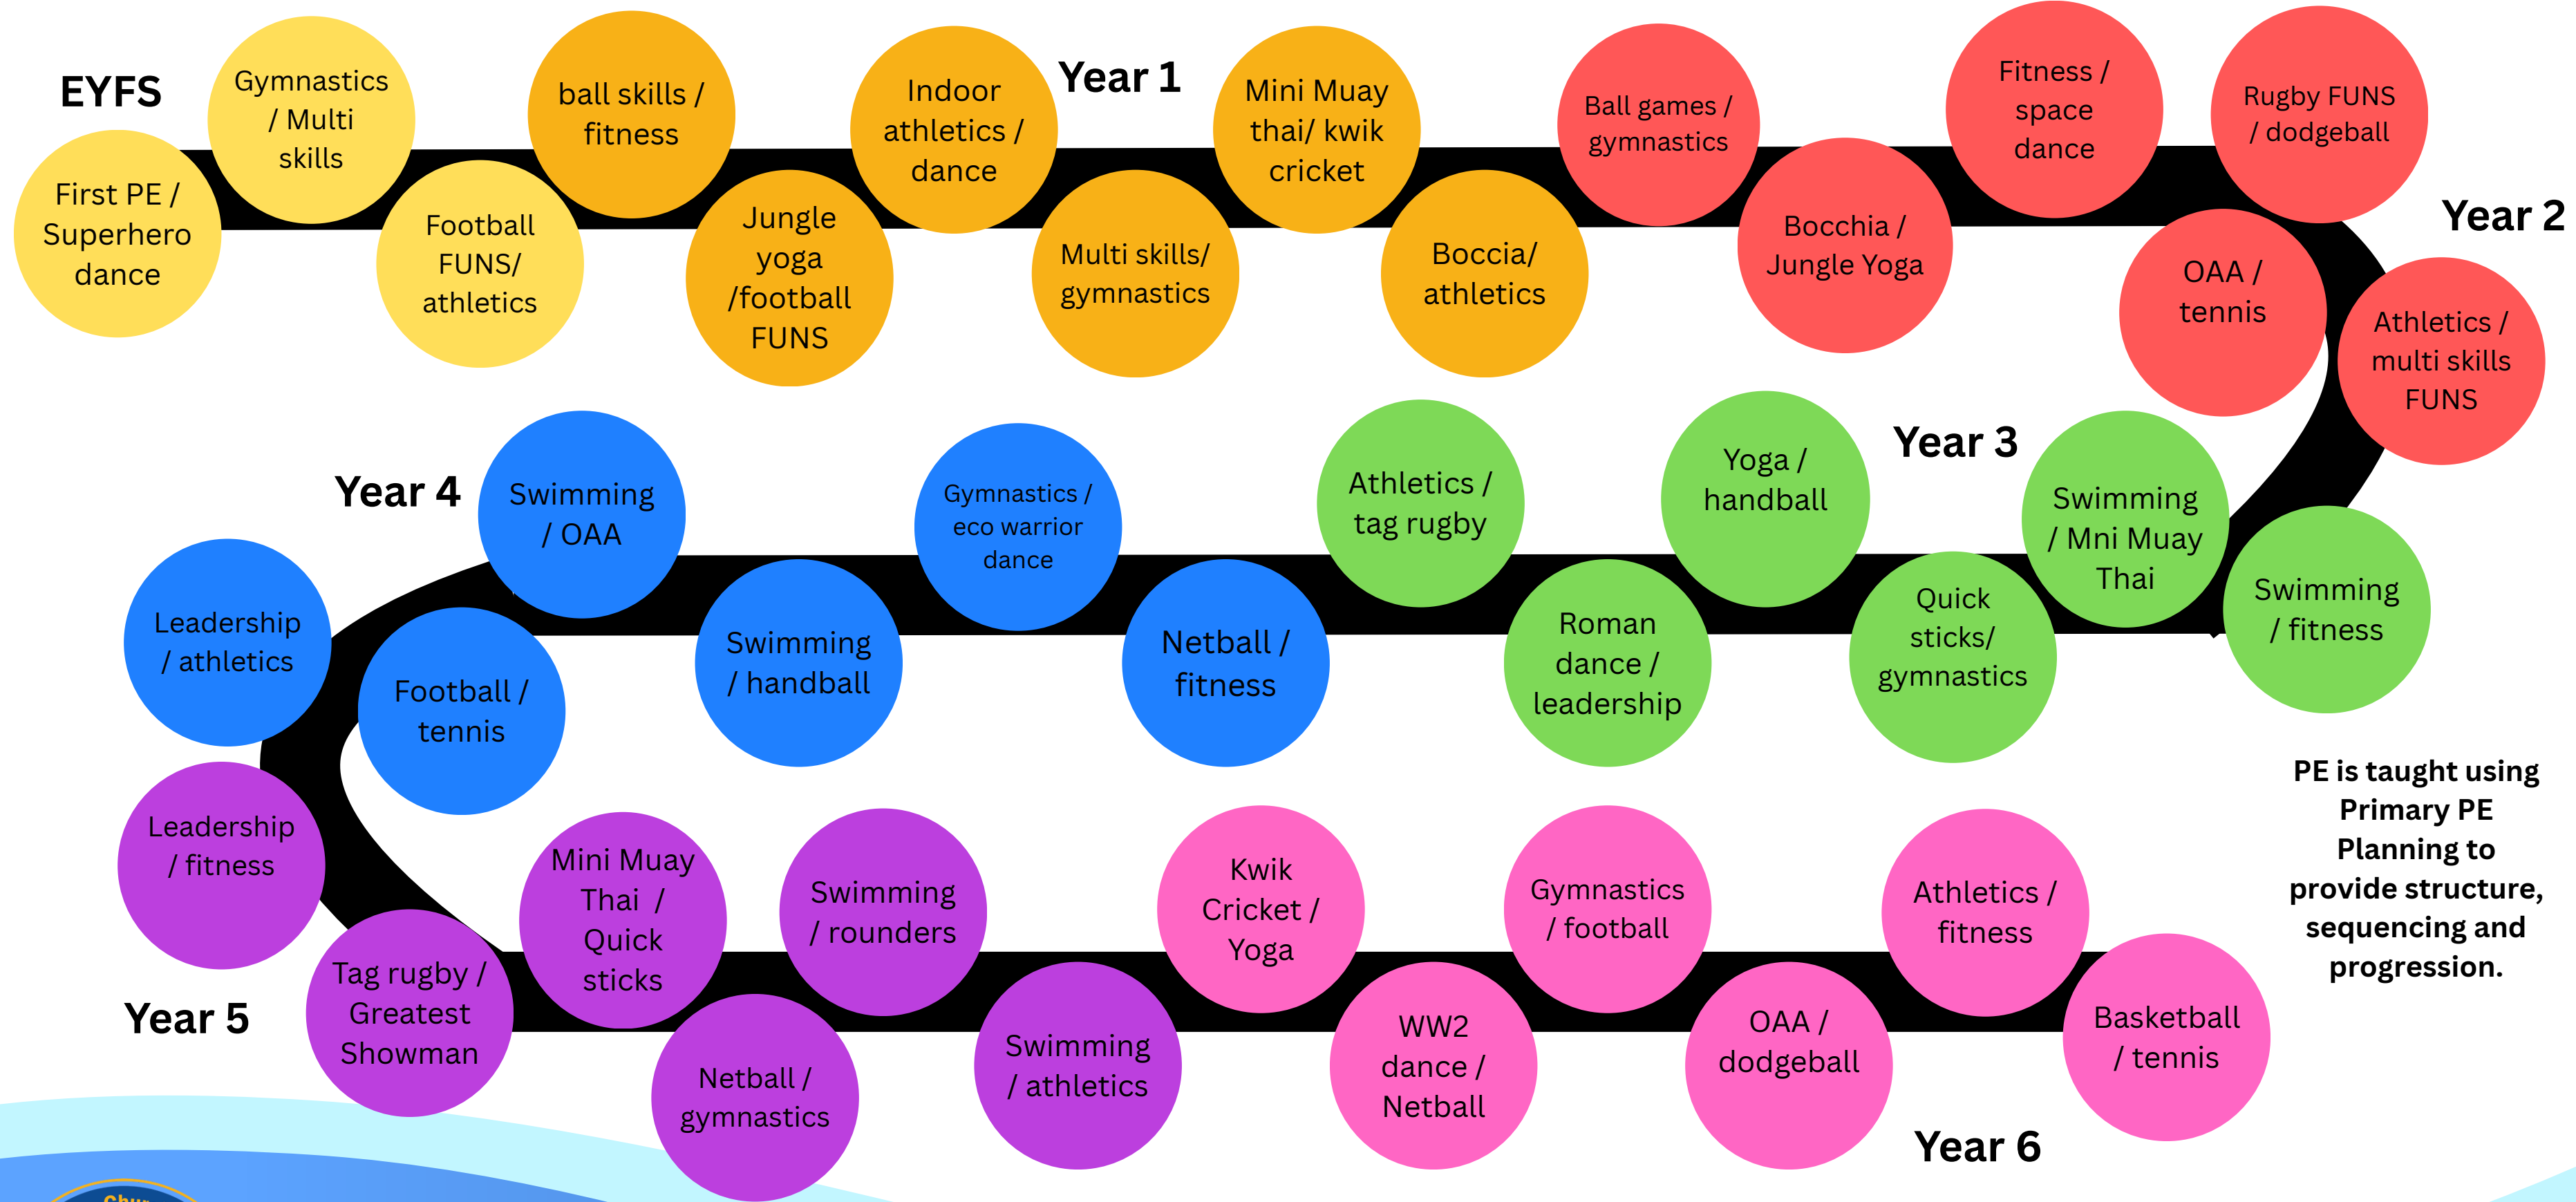 EYFS
First PE /
Superhero
dance
Gymnastics
/ Multi
skills
Football
FUNS/
athletics
ball skills /
fitness
Jungle
yoga
/football
FUNS
Indoor
athletics /
dance
Year 1
Multi skills/
gymnastics
Mini Muay
thai/ kwik
cricket
Boccia/
athletics
Ball games /
gymnastics
Bocchia /
Jungle Yoga
Fitness /
space
dance
OAA /
tennis
Rugby FUNS
/ dodgeball
Year 2
Athletics /
multi skills
FUNS
Swimming
/ fitness
Swimming
/ Mni Muay
Thai
Year 3
Quick
sticks/
gymnastics
Yoga /
handball
Roman
dance /
leadership
Athletics /
tag rugby
Netball /
fitness
Gymnastics /
eco warrior
dance
Swimming
/ handball
Swimming
/ OAA
Year 4
Football /
tennis
Leadership
/ athletics
Leadership
/ fitness
Year 5
Tag rugby /
Greatest
Showman
Mini Muay
Thai  /
Quick
sticks
Netball /
gymnastics
Swimming
/ rounders
Swimming
/ athletics
Kwik
Cricket /
Yoga
WW2
dance /
Netball
Gymnastics
/ football
OAA /
dodgeball
Athletics /
fitness
Year 6
Basketball
/ tennis
PE is taught using
Primary PE
Planning to
provide structure,
sequencing and
progression.